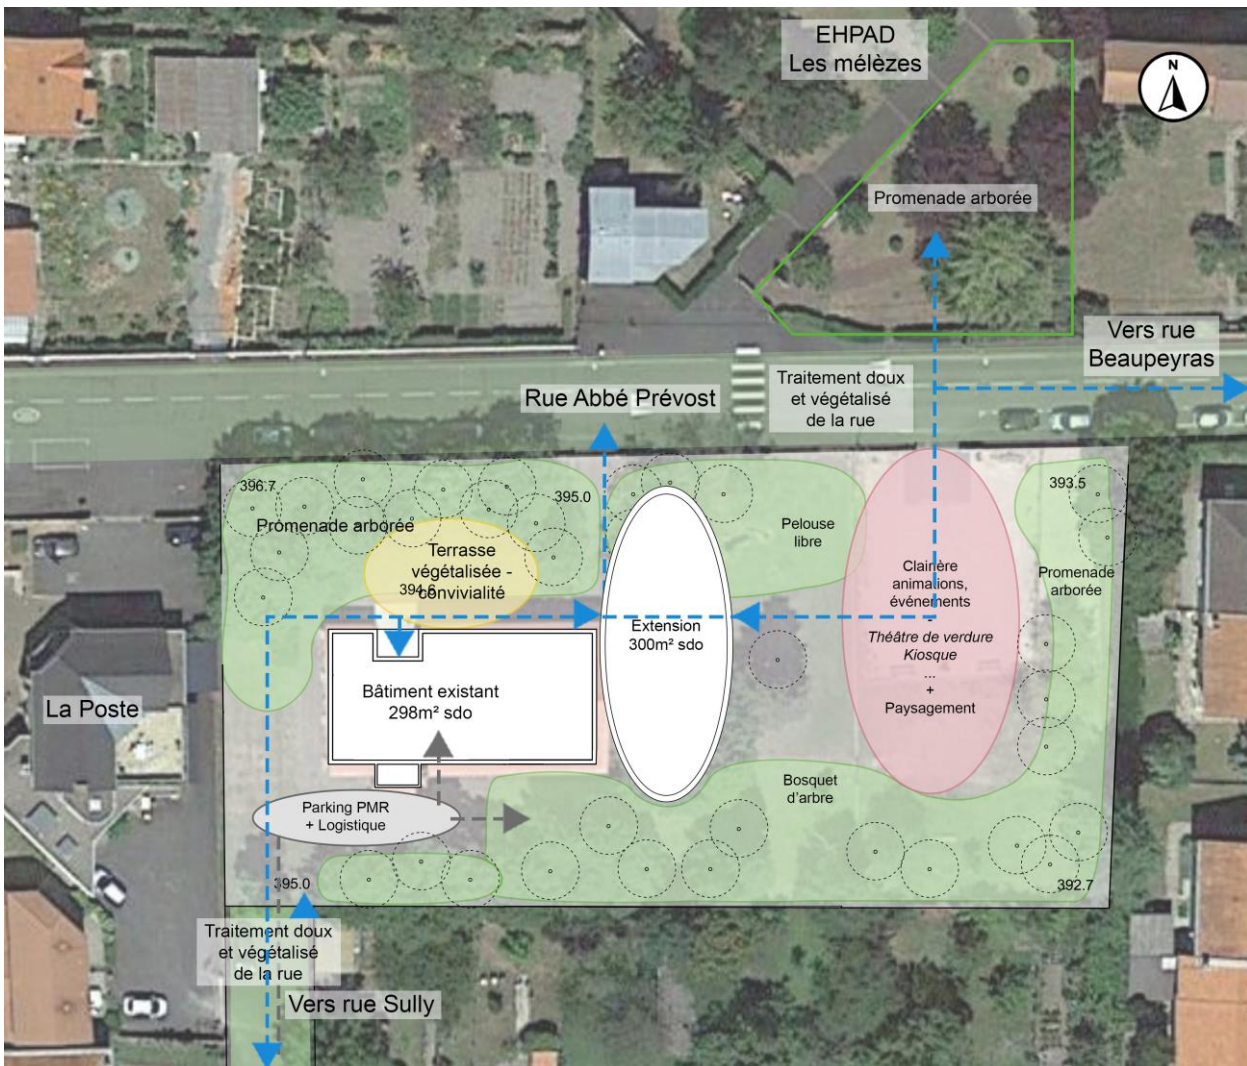 EHPAD
Les mélèzes
N
Promenade arborée
Vers rue
Beaupeyras
Rue Abbé Prévost
Traitement doux
et végétalisé
de la rue
396.7
395.0
393.5
Promenade arborée
Terrasse
végétalisée -
convivialité
394.6
Pelouse
libre
Clainère
animations,
événements
-
Théâtre de verdure
Kiosque
...
+
Paysagement
Promenade
arborée
Extension
300m² sdo
Bâtiment existant
298m² sdo
La Poste
Parking PMR
+ Logistique
Bosquet
d'arbre
395.0
392.7
Traitement doux
et végétalisé
de la rue
Vers rue Sully